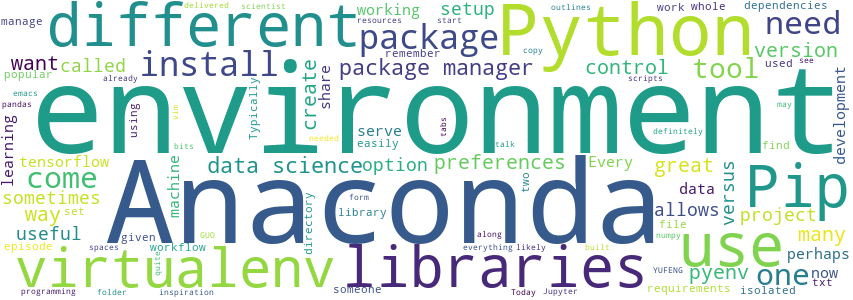 manage delivered scientist outlines work whole dependencies
different Python need
working setup
package
resources start
want called install remember copy version
popular already package manager control tool used now
emacs create share scripts see
pandas
environment
Typically
using serve easily
bits vim needed tabs talk
definitely may find development
learning
tensorflow machine data science option preferences Every great
come Anaconda two versus data Pip
sometimes allows
way set given directory form library project many
useful file numpy
episode GUO along
virtualenv libraries use one perhaps
workflow everything likely built YUFENG pyenv now
quite spaces
programming folder inspiration someone Today Jupyter requirements isolated txt